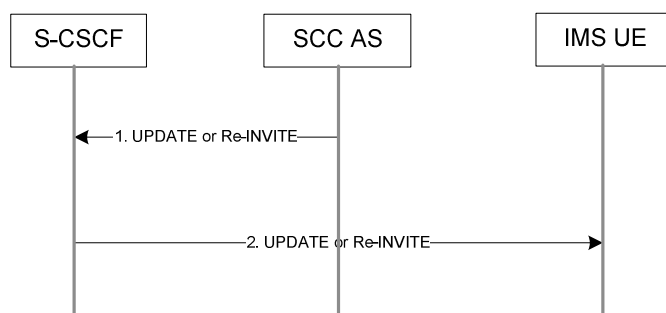 S-CSCF
SCC AS
IMS UE
1. UPDATE or Re-INVITE
2. UPDATE or Re-INVITE